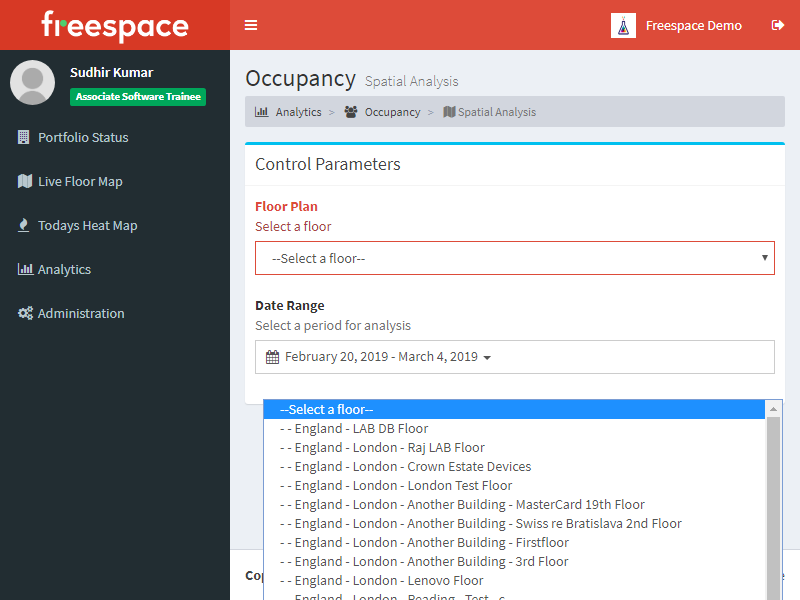 freespace
Freespace Demo
Sudhir Kumar
Associate Software Trainee
Portfolio Status
Live Floor Map
Todays Heat Map
Analytics
Administration
Occupancy Spatial Analysis
Analytics > Occupancy > Spatial Analysis
Control Parameters
Floor Plan
Select a floor
--Select a floor--
Date Range
Select a period for analysis
February 20, 2019 - March 4, 2019
--Select a floor--
- - England - LAB DB Floor
- - England - London - Raj LAB Floor
- - England - London - Crown Estate Devices
- - England - London - London Test Floor
- - England - London - Another Building - MasterCard 19th Floor
- - England - London - Another Building - Swiss re Bratislava 2nd Floor
- - England - London - Another Building - Firstfloor
- - England - London - Another Building - 3rd Floor
- - England - London - Lenovo Floor
- - England - London - Reading - Test - c